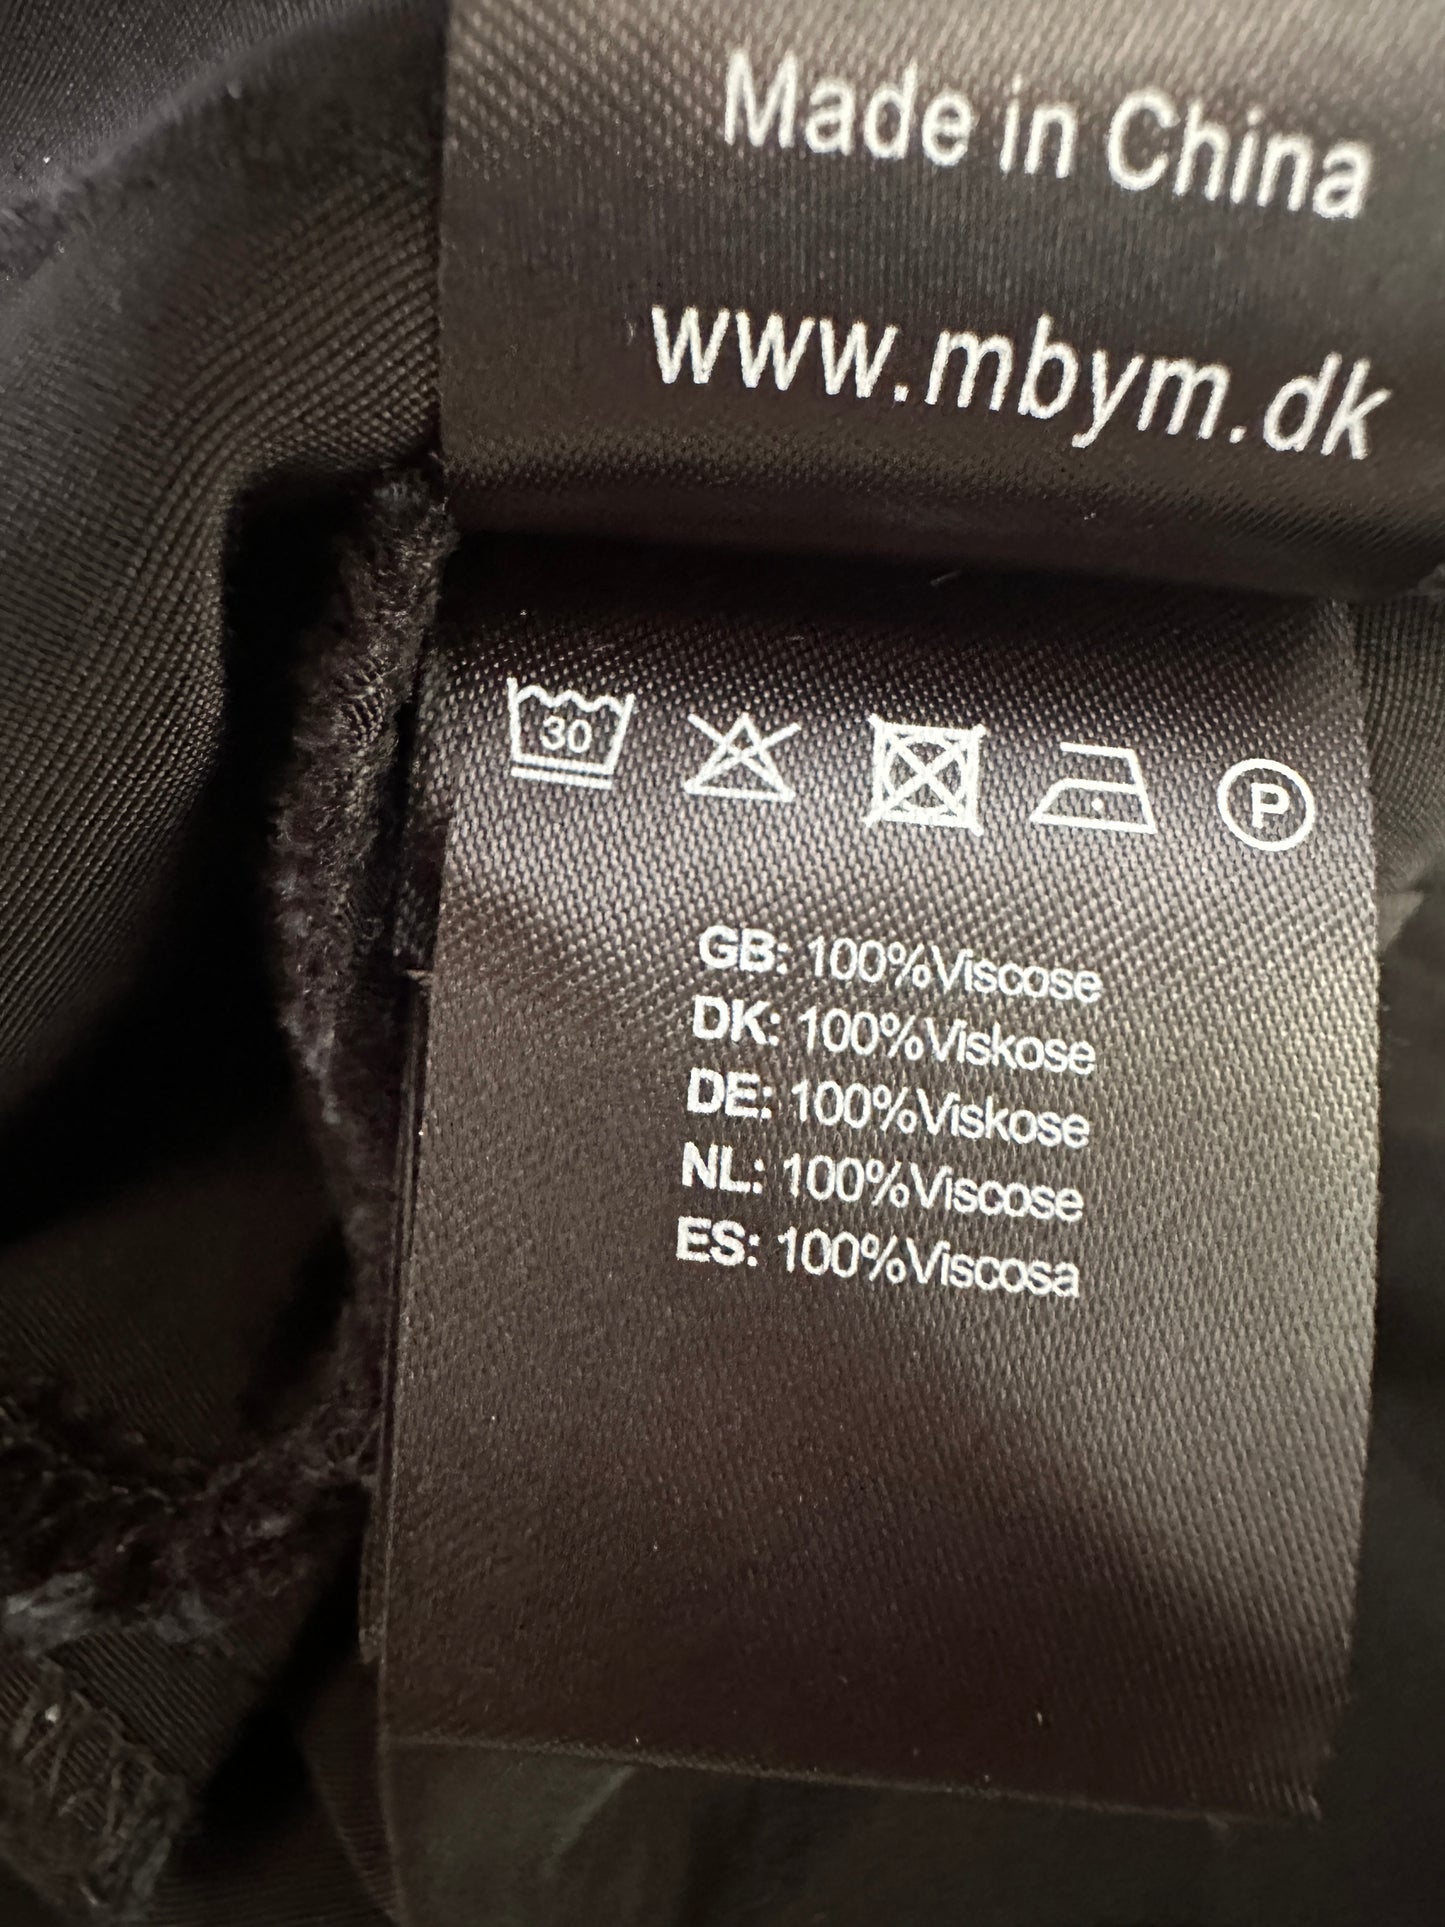 Made in China
www.mbym.dk
30
P
GB: 100%Viscose
DK: 100%Viskose
DE: 100%Viskose
NL: 100%Viscose
ES: 100%Viscosa